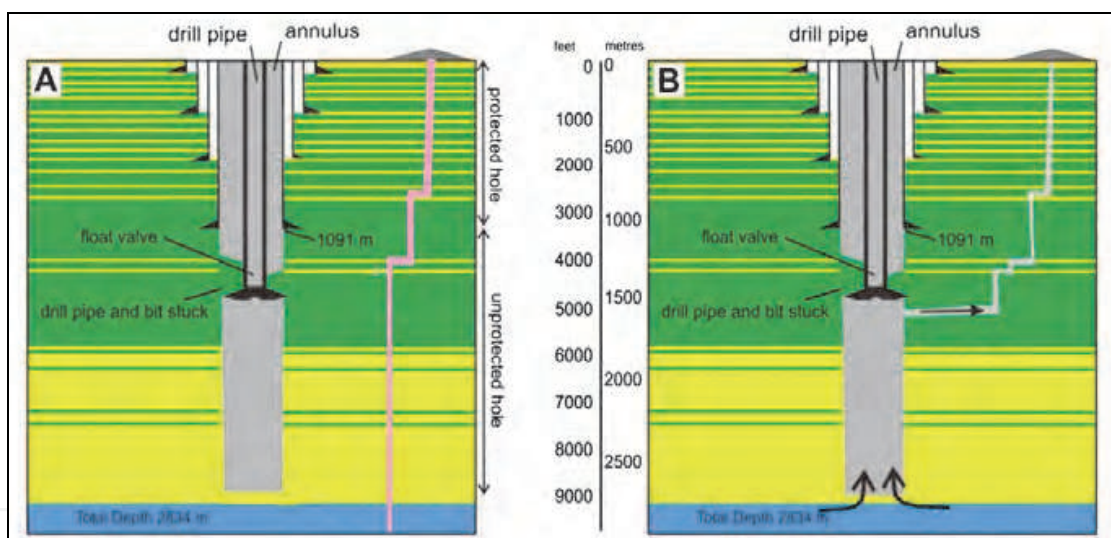 drill pipe annulus
A
protected hole
float valve
1091 m
drill pipe and bit stuck
unprotected hole
Total Depth 2834 m
feet metres
0 0
1000
500
2000
3000 1000
4000
5000 1500
6000
2000
7000
8000
2500
9000
drill pipe annulus
B
float valve
1091 m
drill pipe and bit stuck
Total Depth 2834 m